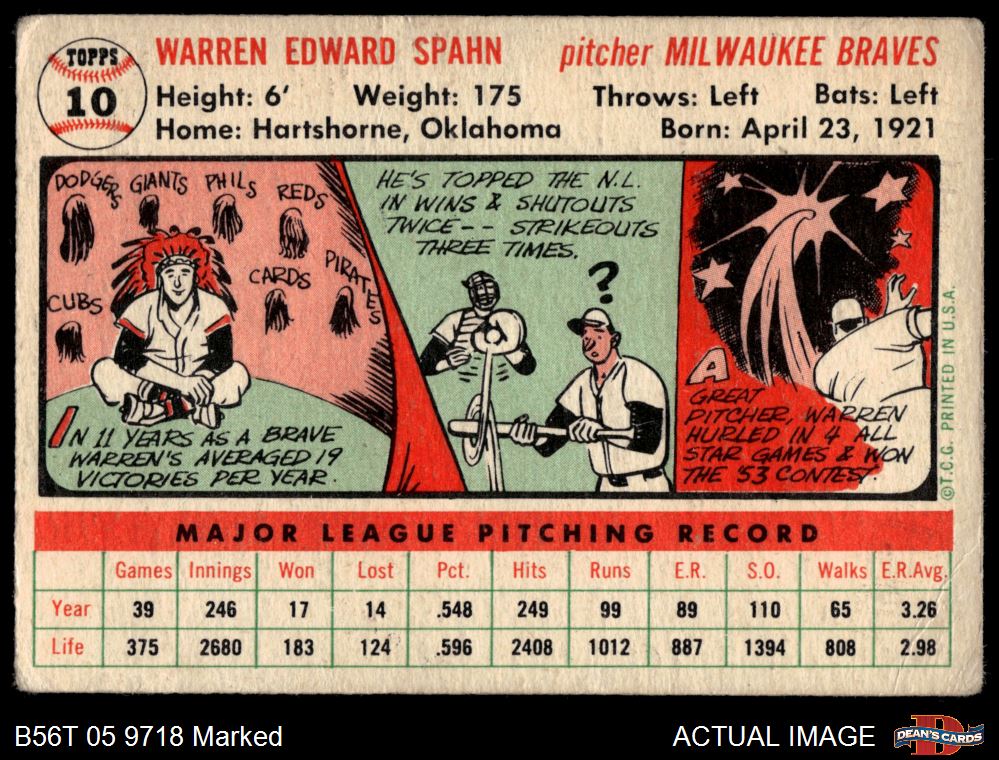 TOPPS
10
WARREN EDWARD SPAHN pitcher MILWAUKEE BRAVES
Height: 6' Weight: 175 Throws: Left Bats: Left
Home: Hartshorne, Oklahoma Born: April 23, 1921
DODGERS GIANTS PHILS REDS
CUBS CARDS PIRATES
IN 11 YEARS AS A BRAVE
WARREN'S AVERAGED 19
VICTORIES PER YEAR.
HE'S TOPPED THE N.L.
IN WINS & SHUTOUTS
TWICE-- STRIKEOUTS
THREE TIMES.
?
A
GREAT
PITCHER, WARREN
HURLED IN 4 ALL
STAR GAMES & WON
THE '53 CONTEST.
©T.C.G. PRINTED IN U.S.A.
MAJOR LEAGUE PITCHING RECORD
Games Innings Won Lost Pct. Hits Runs E.R. S.O. Walks E.R.Avg.
Year 39 246 17 14 .548 249 99 89 110 65 3.26
Life 375 2680 183 124 .596 2408 1012 887 1394 808 2.98
B56T 05 9718 Marked ACTUAL IMAGE DEAN'S CARDS